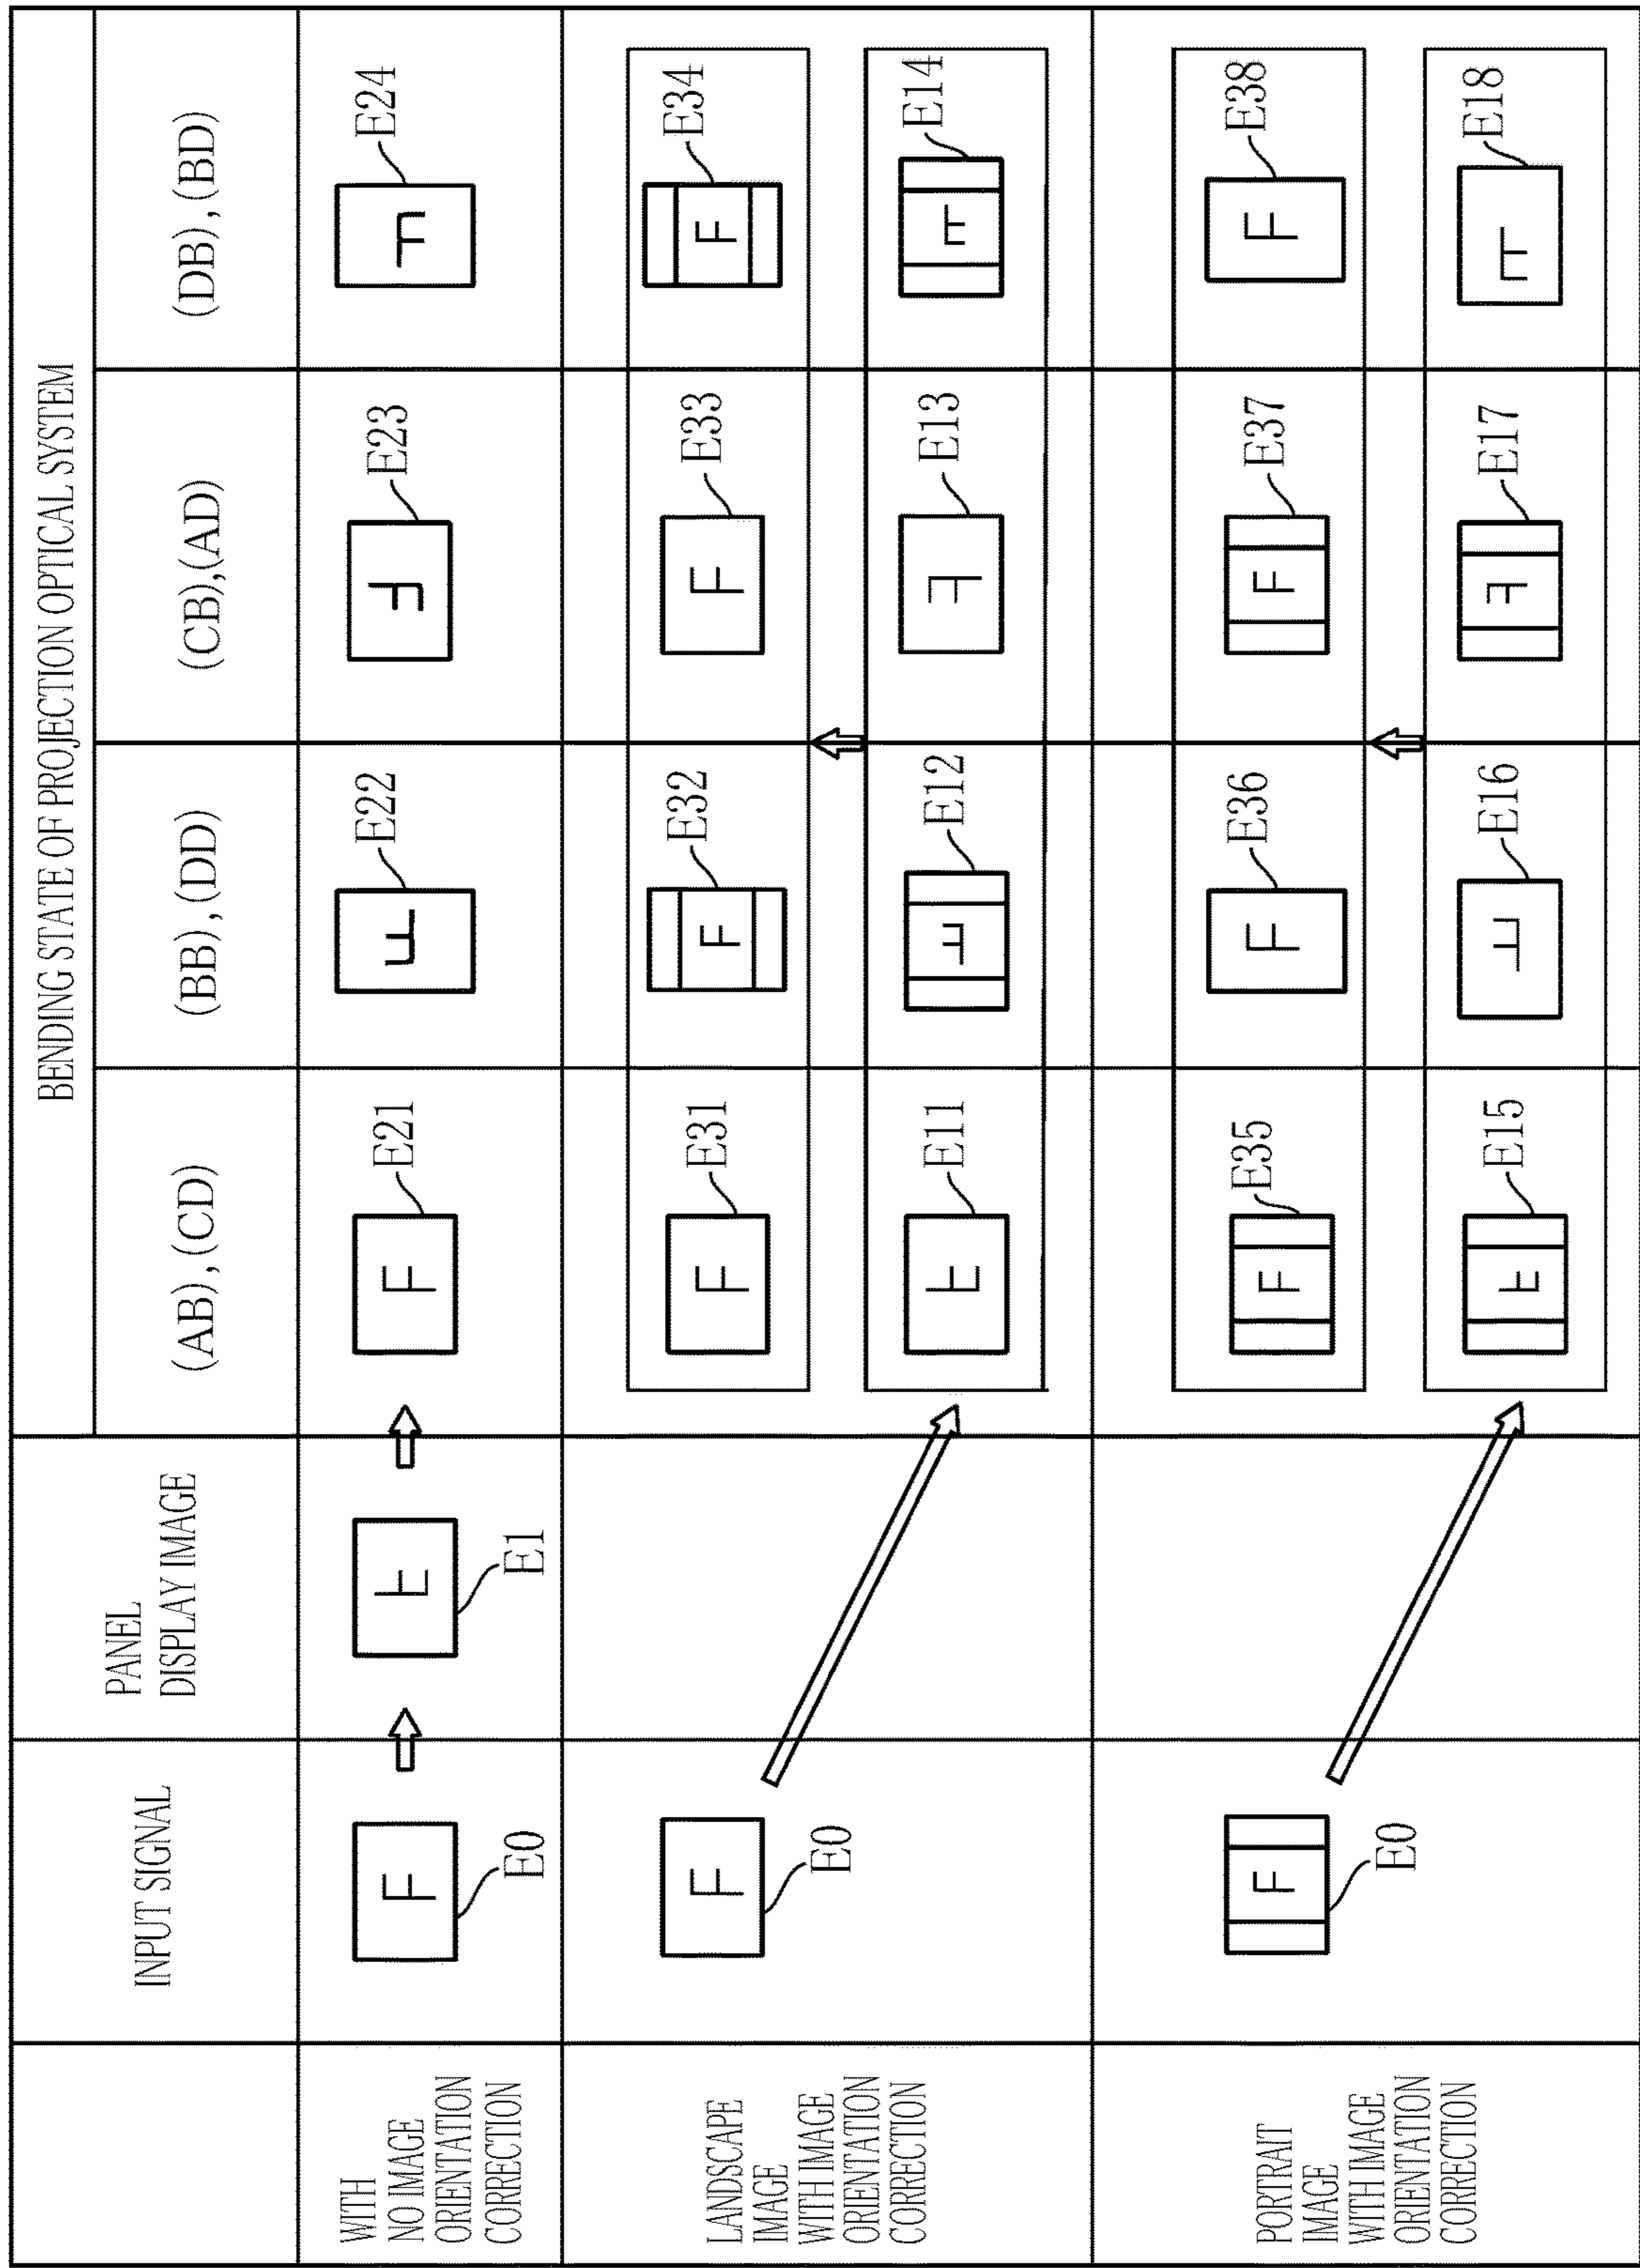 BENDING STATE OF PROJECTION OPTICAL SYSTEM
INPUT SIGNAL
PANEL
DISPLAY IMAGE
(AB),(CD)
(BB),(DD)
(CB),(AD)
(DB),(BD)
WITH
NO IMAGE
ORIENTATION
CORRECTION
F
E0
F
E1
F
E21
F
E22
F
E23
F
E24
LANDSCAPE
IMAGE
WITH IMAGE
ORIENTATION
CORRECTION
F
E0
F
E31
F
E32
F
E33
F
E34
F
E11
F
E12
F
E13
F
E14
PORTRAIT
IMAGE
WITH IMAGE
ORIENTATION
CORRECTION
F
E0
F
E35
F
E36
F
E37
F
E38
F
E15
F
E16
F
E17
F
E18